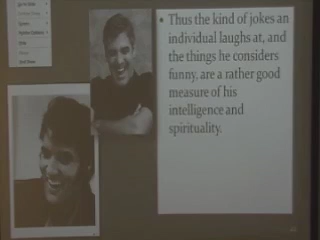 • Thus the kind of jokes an
individual laughs at, and
the things he considers
funny, are a rather good
measure of his
intelligence and
spirituality.